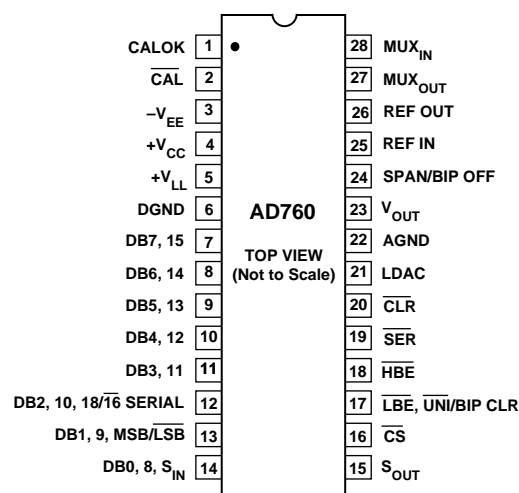 CALOK 1 28 MUXIN
CAL 2 27 MUXOUT
–VEE 3 26 REF OUT
+VCC 4 25 REF IN
+VLL 5 24 SPAN/BIP OFF
DGND 6 AD760 23 VOUT
DB7, 15 7 TOP VIEW 22 AGND
DB6, 14 8 (Not to Scale) 21 LDAC
DB5, 13 9 20 CLR
DB4, 12 10 19 SER
DB3, 11 11 18 HBE
DB2, 10, 18/16 SERIAL 12 17 LBE, UNI/BIP CLR
DB1, 9, MSB/LSB 13 16 CS
DB0, 8, SIN 14 15 SOUT